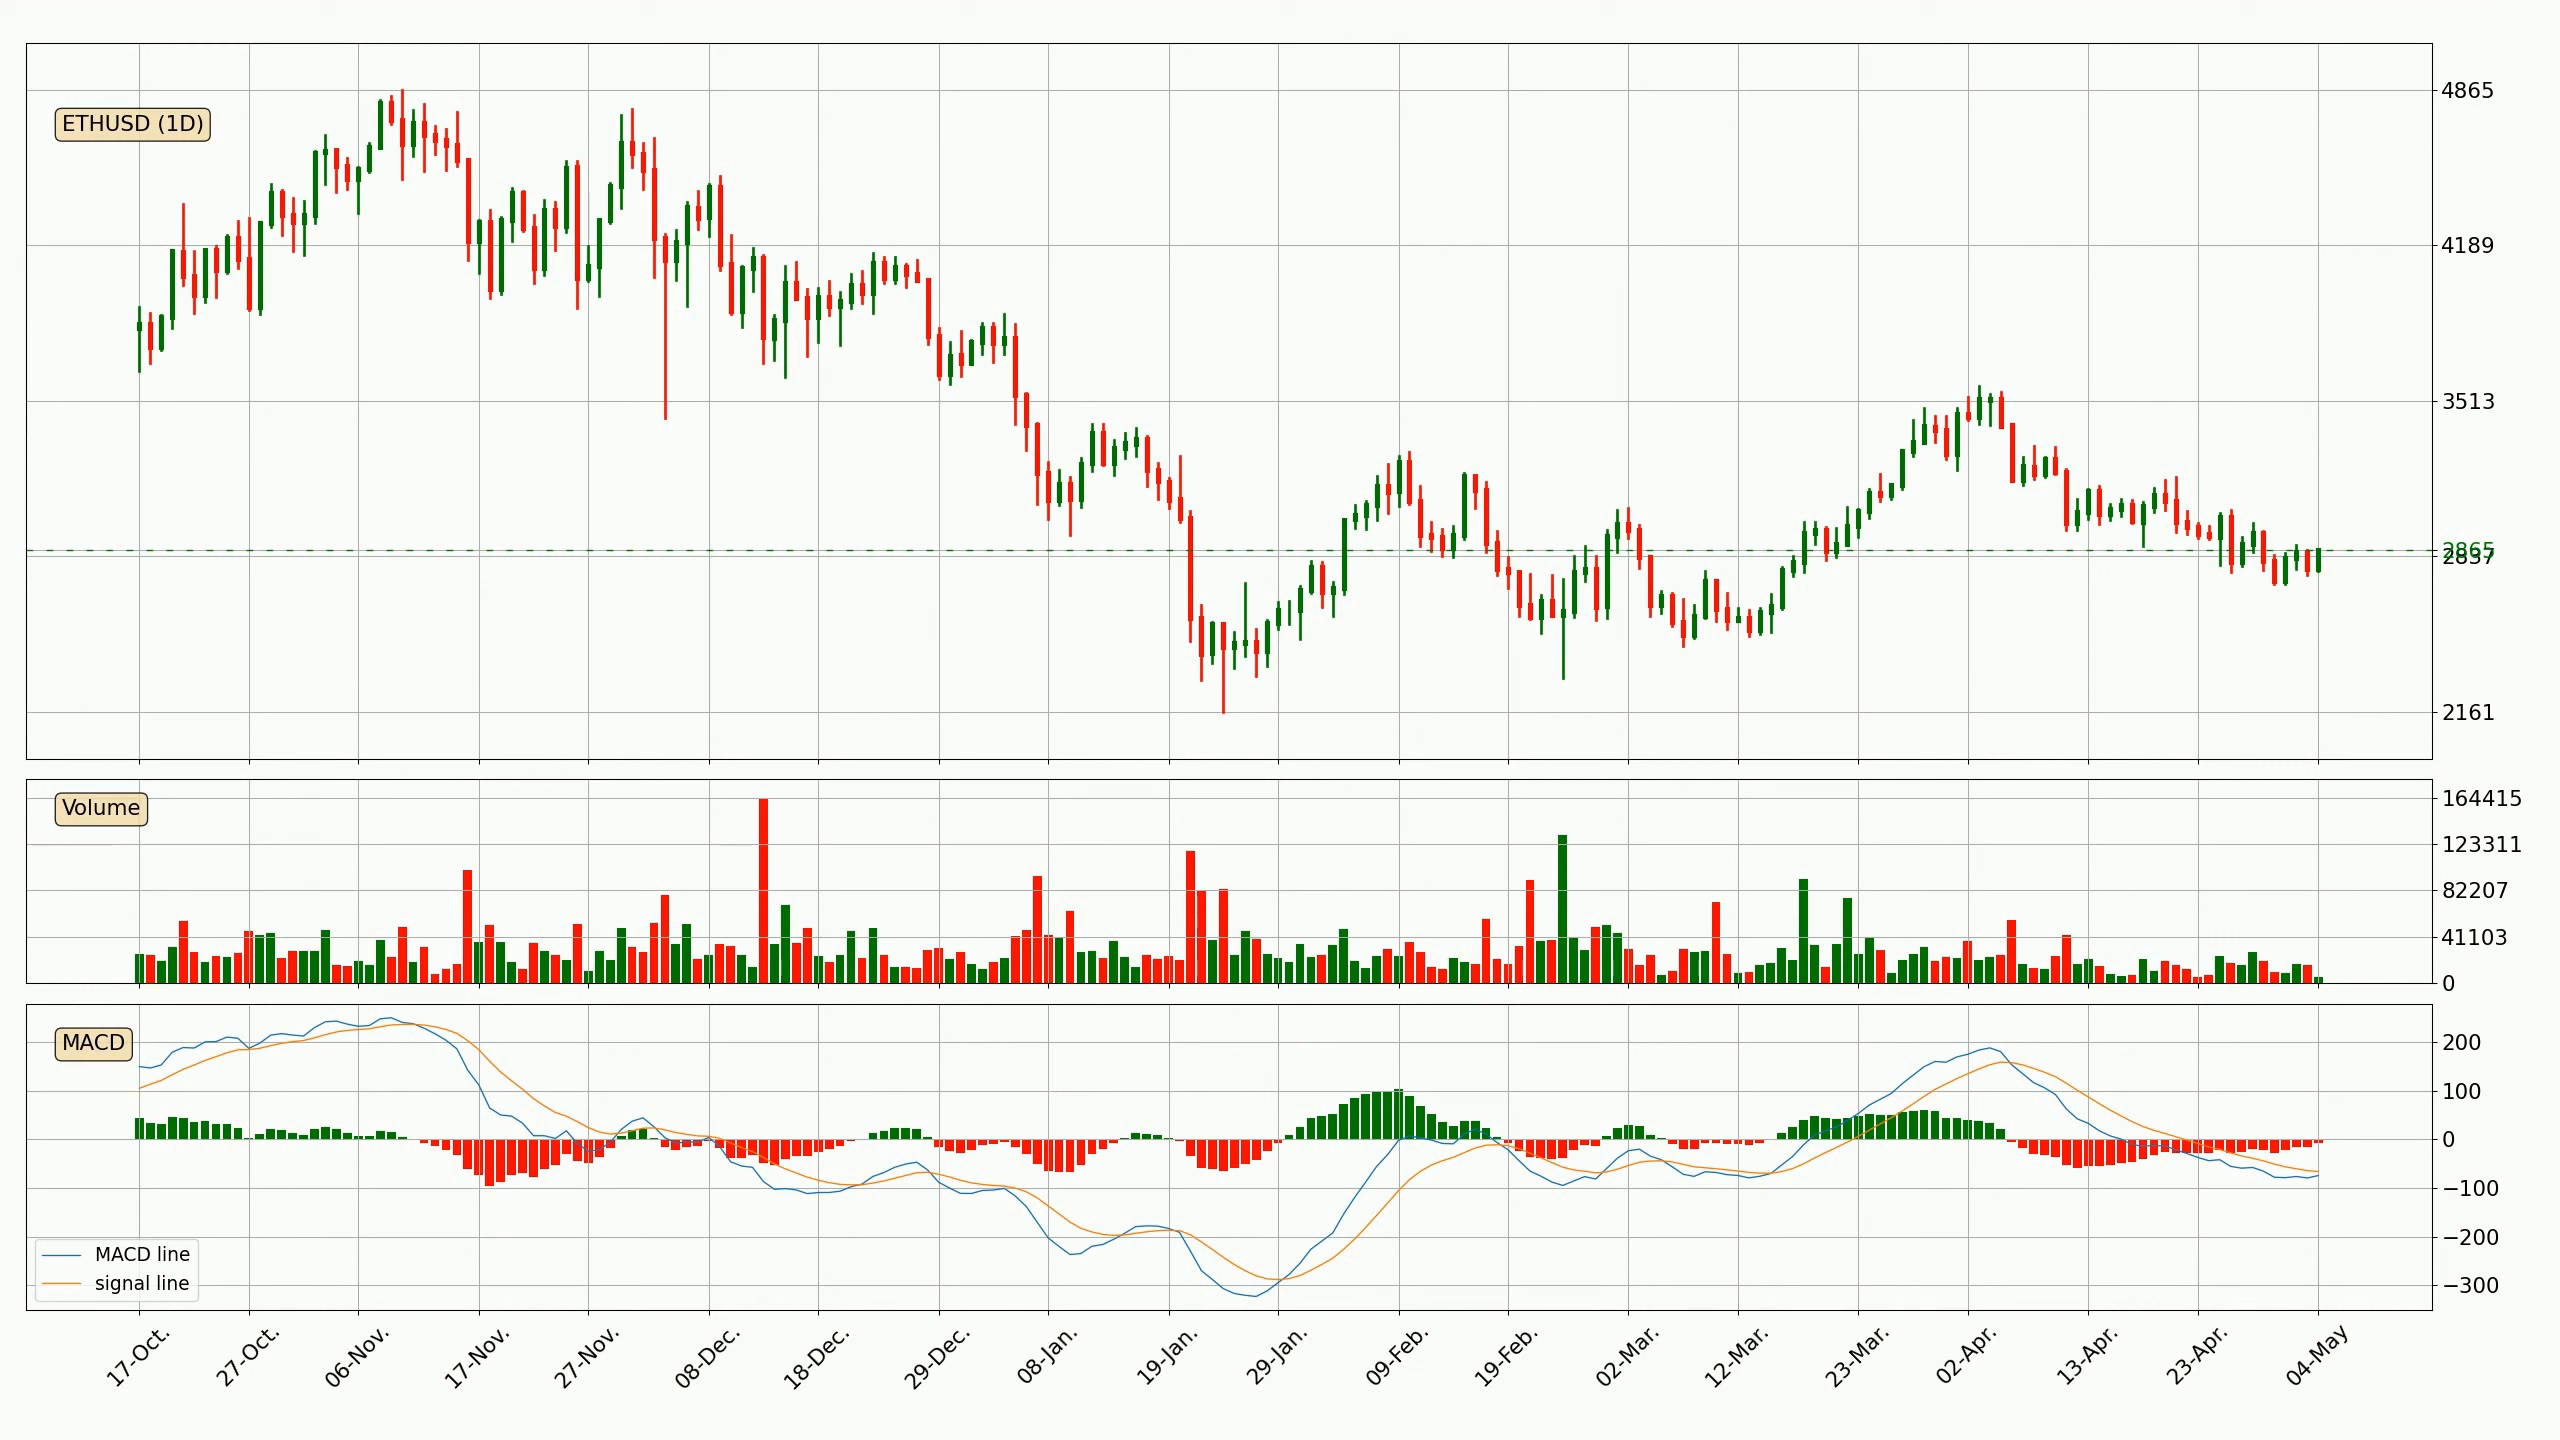 ETHUSD (1D)
4865
4189
3513
2865
2837
2161
Volume
164415
123311
82207
41103
0
MACD
200
100
0
−100
−200
−300
MACD line
signal line
17-Oct.
27-Oct.
06-Nov.
17-Nov.
27-Nov.
08-Dec.
18-Dec.
29-Dec.
08-Jan.
19-Jan.
29-Jan.
09-Feb.
19-Feb.
02-Mar.
12-Mar.
23-Mar.
02-Apr.
13-Apr.
23-Apr.
04-May